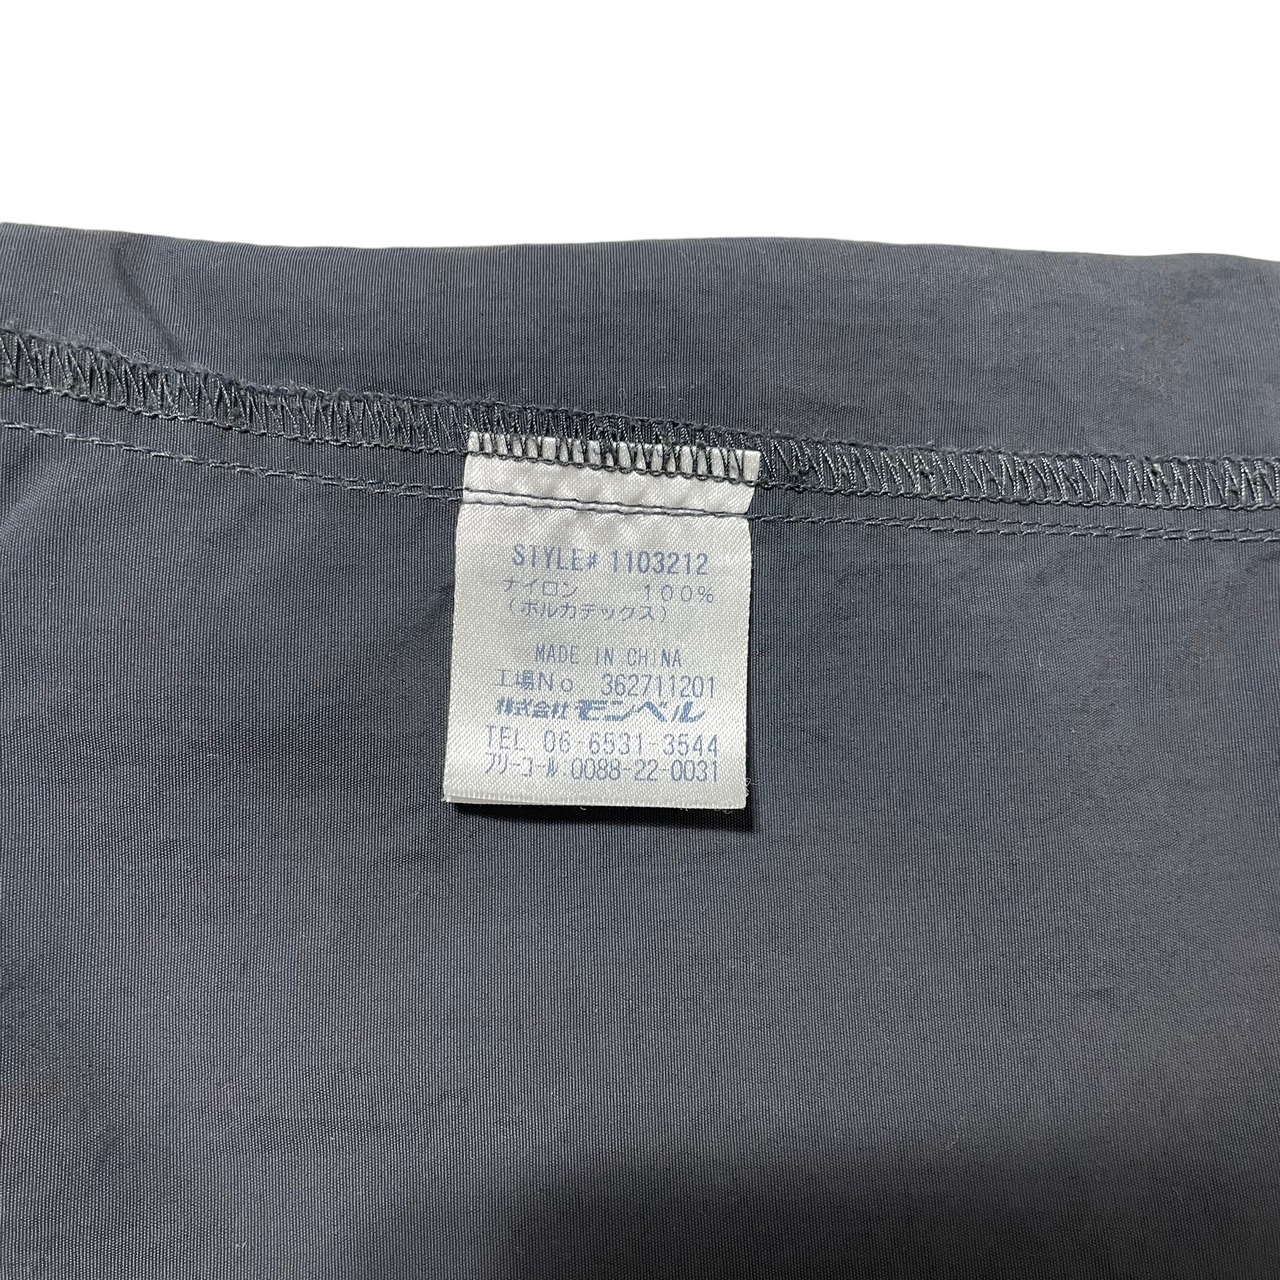 STYLE# 1103212
ナイロン 100%
(ポルカテックス)
MADE IN CHINA
工場No 362711201
株式会社モンベル
TEL 06-6531-3544
フリーコール:0088-22-0031